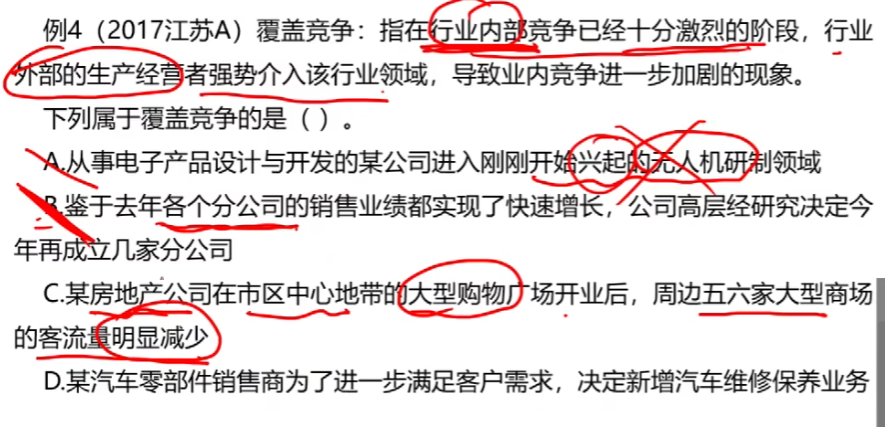 例4（2017江苏A）覆盖竞争：指在行业内部竞争已经十分激烈的阶段，行业
外部的生产经营者强势介入该行业领域，导致业内竞争进一步加剧的现象。
下列属于覆盖竞争的是（ ）。
A.从事电子产品设计与开发的某公司进入刚刚开始兴起的无人机研制领域
B.鉴于去年各个分公司的销售业绩都实现了快速增长，公司高层经研究决定今
年再成立几家分公司
C.某房地产公司在市区中心地带的大型购物广场开业后，周边五六家大型商场
的客流量明显减少
D.某汽车零部件销售商为了进一步满足客户需求，决定新增汽车维修保养业务